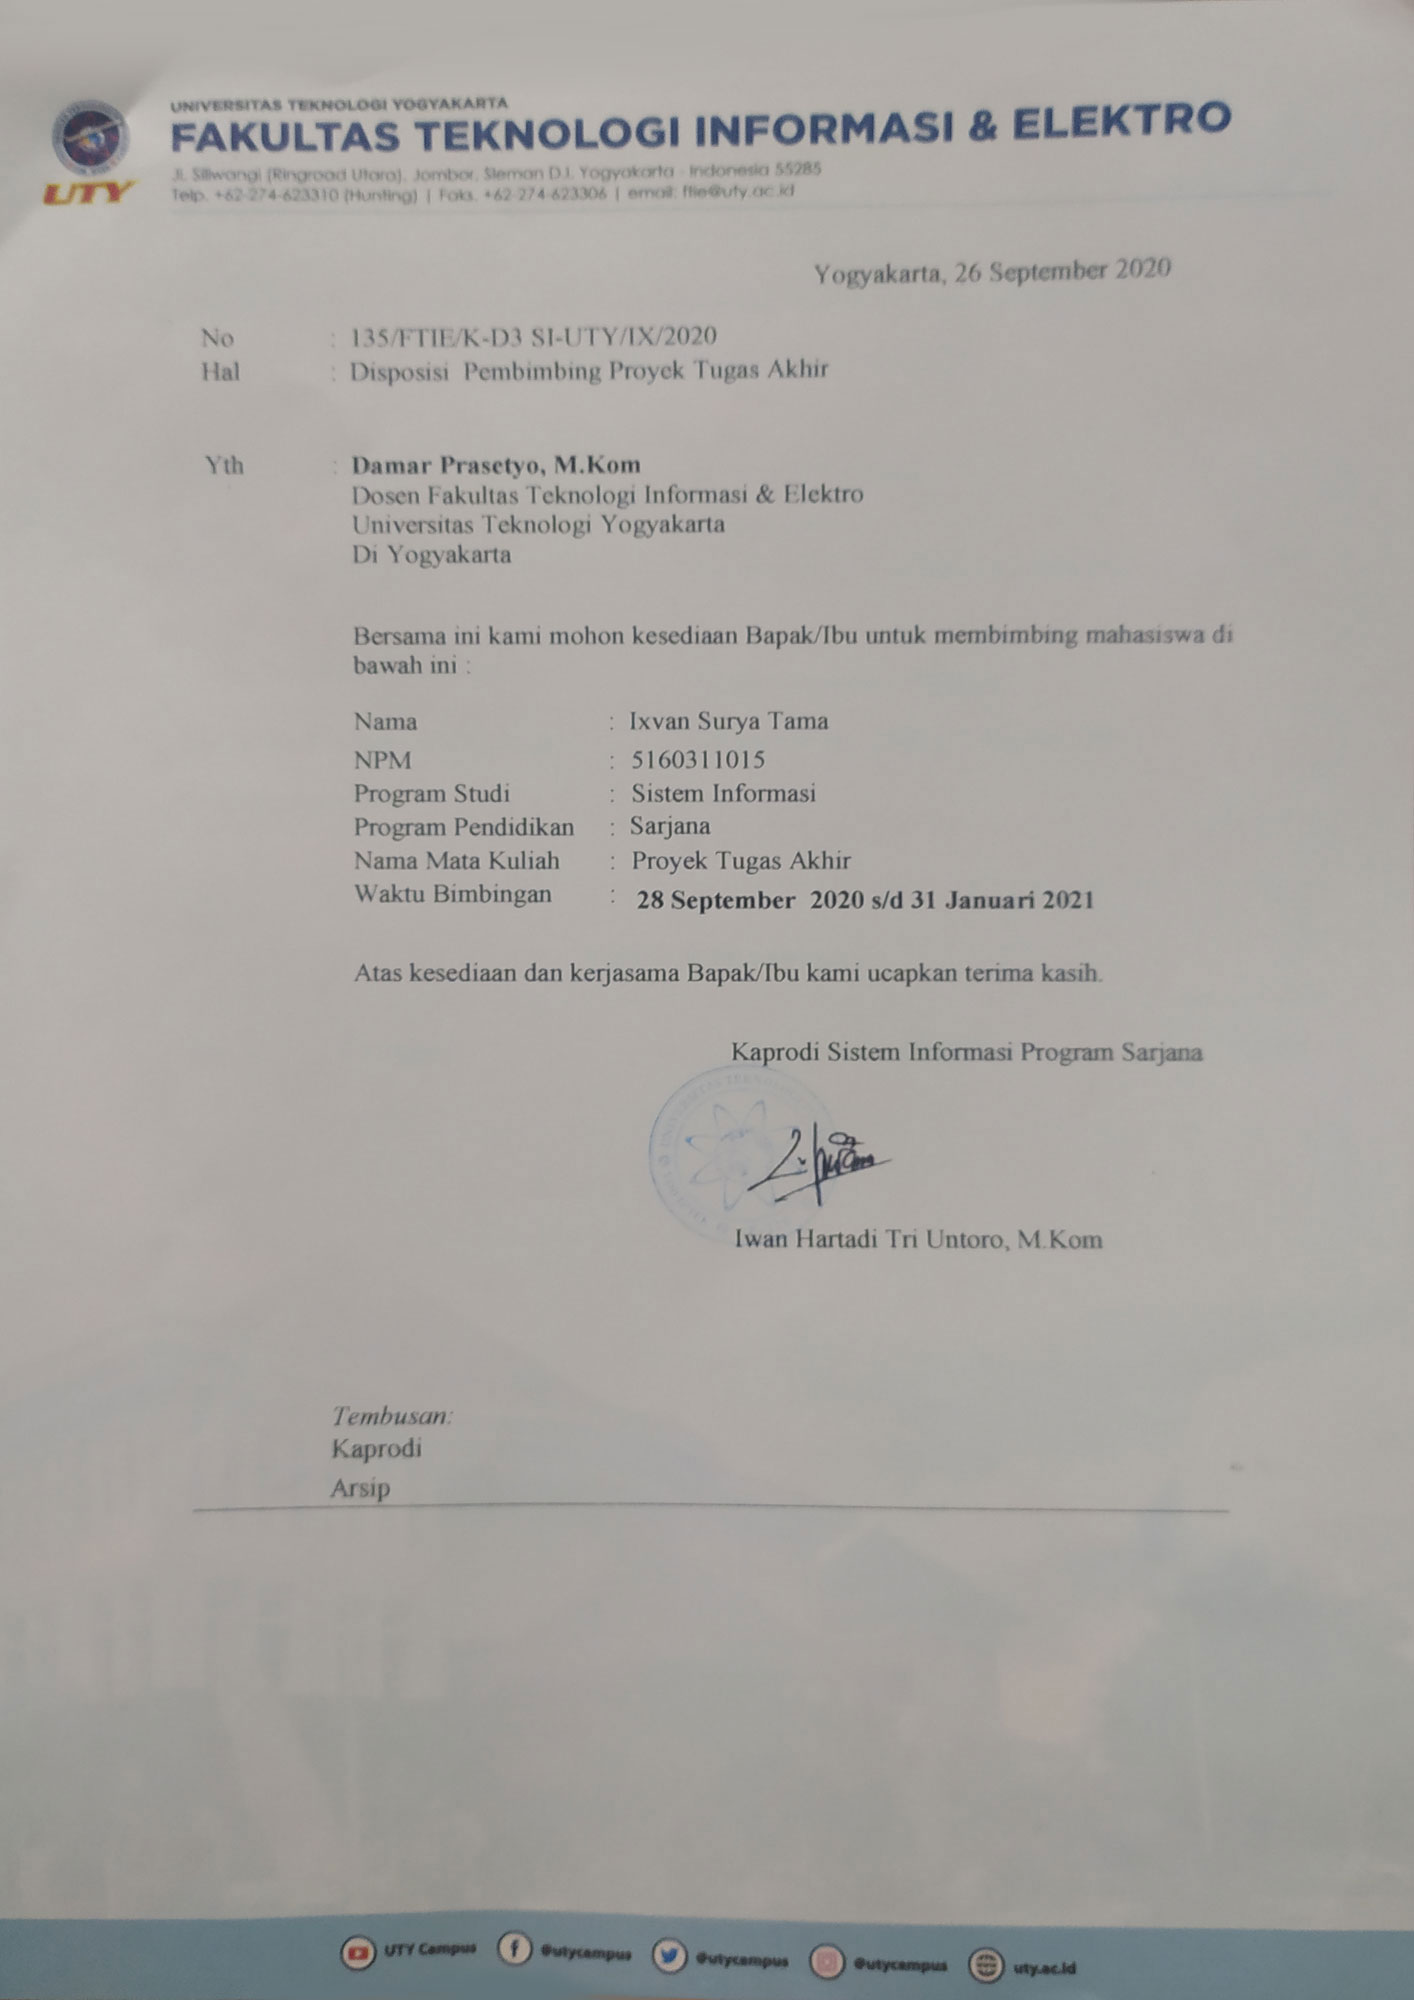 UNIVERSITAS TEKNOLOGI YOGYAKARTA
FAKULTAS TEKNOLOGI INFORMASI & ELEKTRO
Jl. Siliwangi (Ringroad Utara), Jombor, Sleman D.I. Yogyakarta - Indonesia 55285
Telp. +62-274-623310 (Hunting) | Faks. +62-274-623306 | email: ftie@uty.ac.id
UTY
Yogyakarta, 26 September 2020
No : 135/FTIE/K-D3 SI-UTY/IX/2020
Hal : Disposisi Pembimbing Proyek Tugas Akhir
Yth : Damar Prasetyo, M.Kom
Dosen Fakultas Teknologi Informasi & Elektro
Universitas Teknologi Yogyakarta
Di Yogyakarta
Bersama ini kami mohon kesediaan Bapak/Ibu untuk membimbing mahasiswa di
bawah ini :
Nama : Ixvan Surya Tama
NPM : 5160311015
Program Studi : Sistem Informasi
Program Pendidikan : Sarjana
Nama Mata Kuliah : Proyek Tugas Akhir
Waktu Bimbingan : 28 September 2020 s/d 31 Januari 2021
Atas kesediaan dan kerjasama Bapak/Ibu kami ucapkan terima kasih.
Kaprodi Sistem Informasi Program Sarjana
Iwan Hartadi Tri Untoro, M.Kom
Tembusan:
Kaprodi
Arsip
UTY Campus @utycampus @utycampus @utycampus uty.ac.id